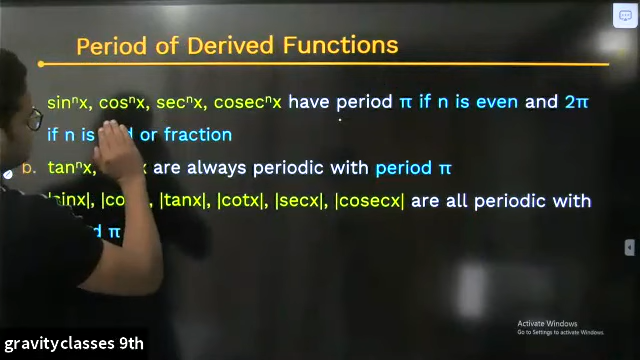 Period of Derived Functions
sinⁿx, cosⁿx, secⁿx, cosecⁿx have period π if n is even and 2π
if n is or fraction
b. tanⁿx, are always periodic with period π
|sinx|, |tanx|, |cotx|, |secx|, |cosecx| are all periodic with
π
Activate Windows
Go to Settings to activate Windows.
gravityclasses 9th